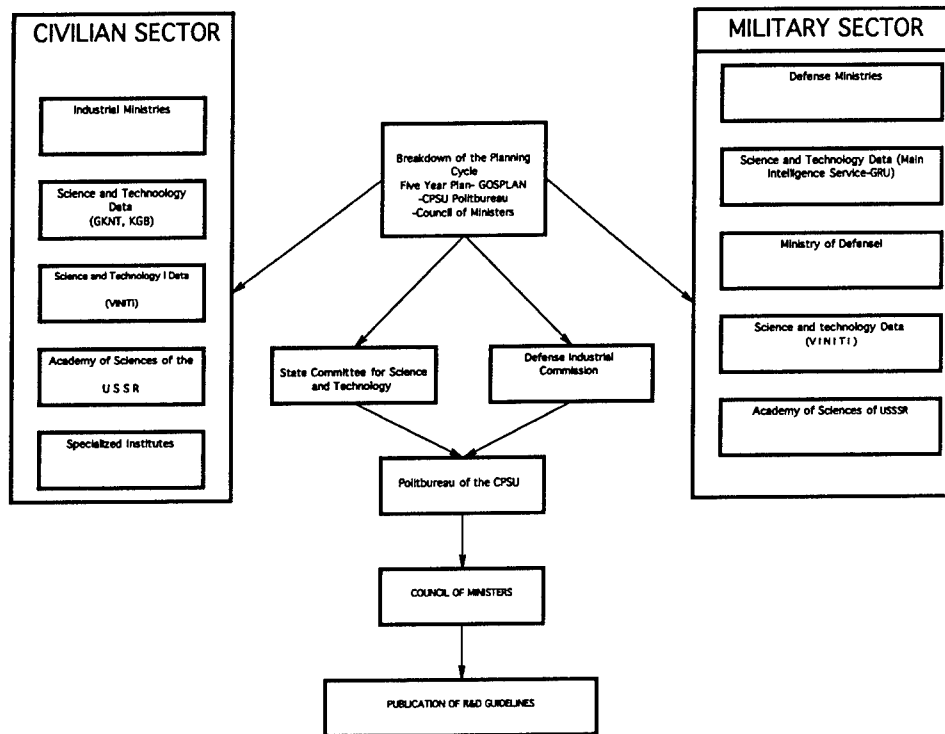 CIVILIAN SECTOR
Industrial Ministries
Science and Technoology
Data
(GKNT, KGB)
Science and Technology l Data
(VINITI)
Academy of Sciences of the
U S S R
Specialized Institutes
Breakdown of the Planning
Cycle
Five Year Plan- GOSPLAN
-CPSU Politbureau
-Council of Ministers
State Committee for Science
and Technology
Defense Industrial
Commission
Politbureau of the CPSU
COUNCIL OF MINISTERS
PUBLICATION OF R&D GUIDELINES
MILITARY SECTOR
Defense Ministries
Science and Technology Data (Main
Intelligence Service-GRU)
Ministry of Defensel
Science and technology Data
(V I N I T I )
Academy of Sciences of USSSR